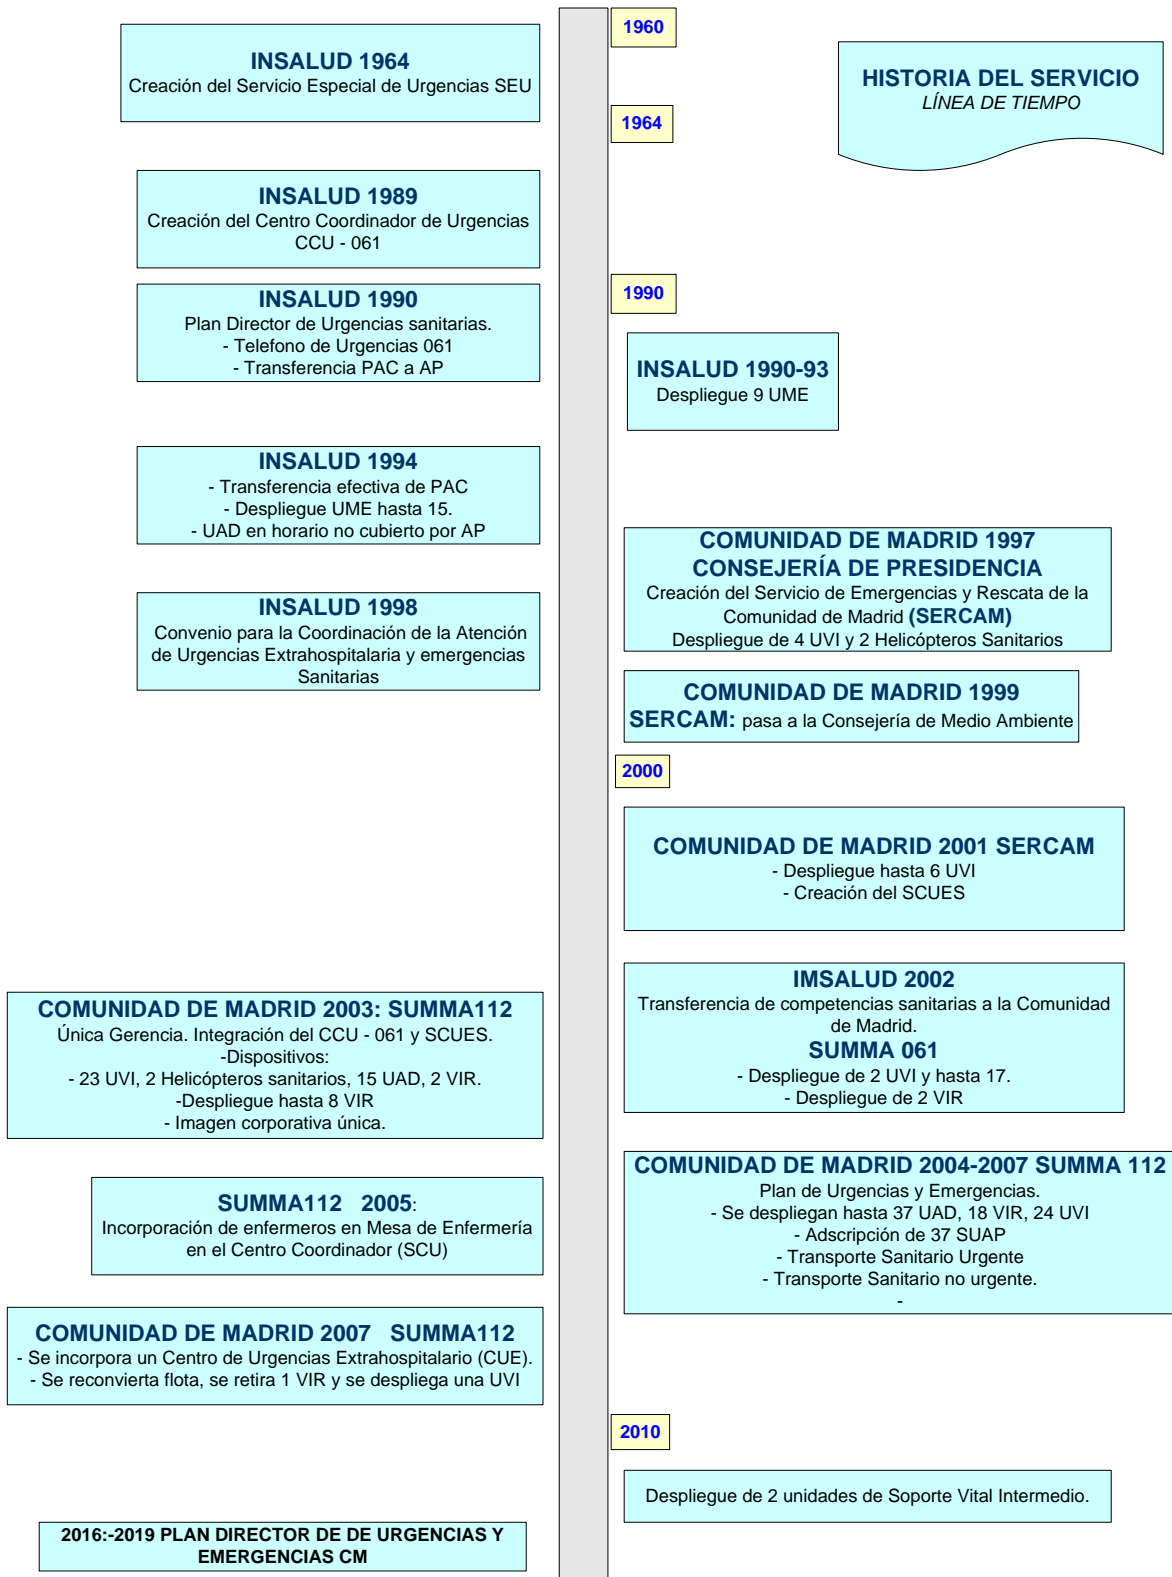 1960
INSALUD 1964
Creación del Servicio Especial de Urgencias SEU
HISTORIA DEL SERVICIO
LÍNEA DE TIEMPO
1964
INSALUD 1989
Creación del Centro Coordinador de Urgencias
CCU - 061
1990
INSALUD 1990
Plan Director de Urgencias sanitarias.
- Telefono de Urgencias 061
- Transferencia PAC a AP
INSALUD 1990-93
Despliegue 9 UME
INSALUD 1994
- Transferencia efectiva de PAC
- Despliegue UME hasta 15.
- UAD en horario no cubierto por AP
COMUNIDAD DE MADRID 1997
CONSEJERÍA DE PRESIDENCIA
Creación del Servicio de Emergencias y Rescata de la
Comunidad de Madrid (SERCAM)
Despliegue de 4 UVI y 2 Helicópteros Sanitarios
INSALUD 1998
Convenio para la Coordinación de la Atención
de Urgencias Extrahospitalaria y emergencias
Sanitarias
COMUNIDAD DE MADRID 1999
SERCAM: pasa a la Consejería de Medio Ambiente
2000
COMUNIDAD DE MADRID 2001 SERCAM
- Despliegue hasta 6 UVI
- Creación del SCUES
IMSALUD 2002
Transferencia de competencias sanitarias a la Comunidad
de Madrid.
SUMMA 061
- Despliegue de 2 UVI y hasta 17.
- Despliegue de 2 VIR
COMUNIDAD DE MADRID 2003: SUMMA112
Única Gerencia. Integración del CCU - 061 y SCUES.
-Dispositivos:
- 23 UVI, 2 Helicópteros sanitarios, 15 UAD, 2 VIR.
-Despliegue hasta 8 VIR
- Imagen corporativa única.
COMUNIDAD DE MADRID 2004-2007 SUMMA 112
Plan de Urgencias y Emergencias.
- Se despliegan hasta 37 UAD, 18 VIR, 24 UVI
- Adscripción de 37 SUAP
- Transporte Sanitario Urgente
- Transporte Sanitario no urgente.
-
SUMMA112 2005:
Incorporación de enfermeros en Mesa de Enfermería
en el Centro Coordinador (SCU)
COMUNIDAD DE MADRID 2007 SUMMA112
- Se incorpora un Centro de Urgencias Extrahospitalario (CUE).
- Se reconvierta flota, se retira 1 VIR y se despliega una UVI
2010
Despliegue de 2 unidades de Soporte Vital Intermedio.
2016:-2019 PLAN DIRECTOR DE DE URGENCIAS Y
EMERGENCIAS CM